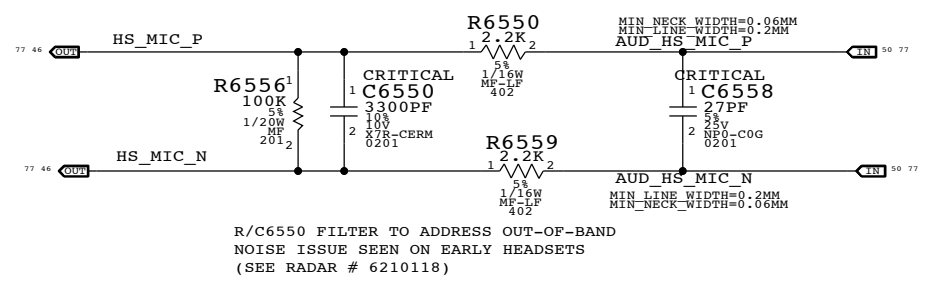 R6550
2.2K
1 2
5%
1/16W
MF-LF
402
MIN_NECK_WIDTH=0.06MM
MIN_LINE_WIDTH=0.2MM
AUD_HS_MIC_P
77 46 OUT
HS_MIC_P
IN 50 77
R6556
100K
5%
1/20W
MF
201
1
2
CRITICAL
C6550
3300PF
10%
10V
X7R-CERM
0201
1
2
CRITICAL
C6558
27PF
5%
25V
NP0-C0G
0201
1
2
R6559
2.2K
1 2
5%
1/16W
MF-LF
402
77 46 OUT
HS_MIC_N
IN 50 77
AUD_HS_MIC_N
MIN_LINE_WIDTH=0.2MM
MIN_NECK_WIDTH=0.06MM
R/C6550 FILTER TO ADDRESS OUT-OF-BAND
NOISE ISSUE SEEN ON EARLY HEADSETS
(SEE RADAR # 6210118)